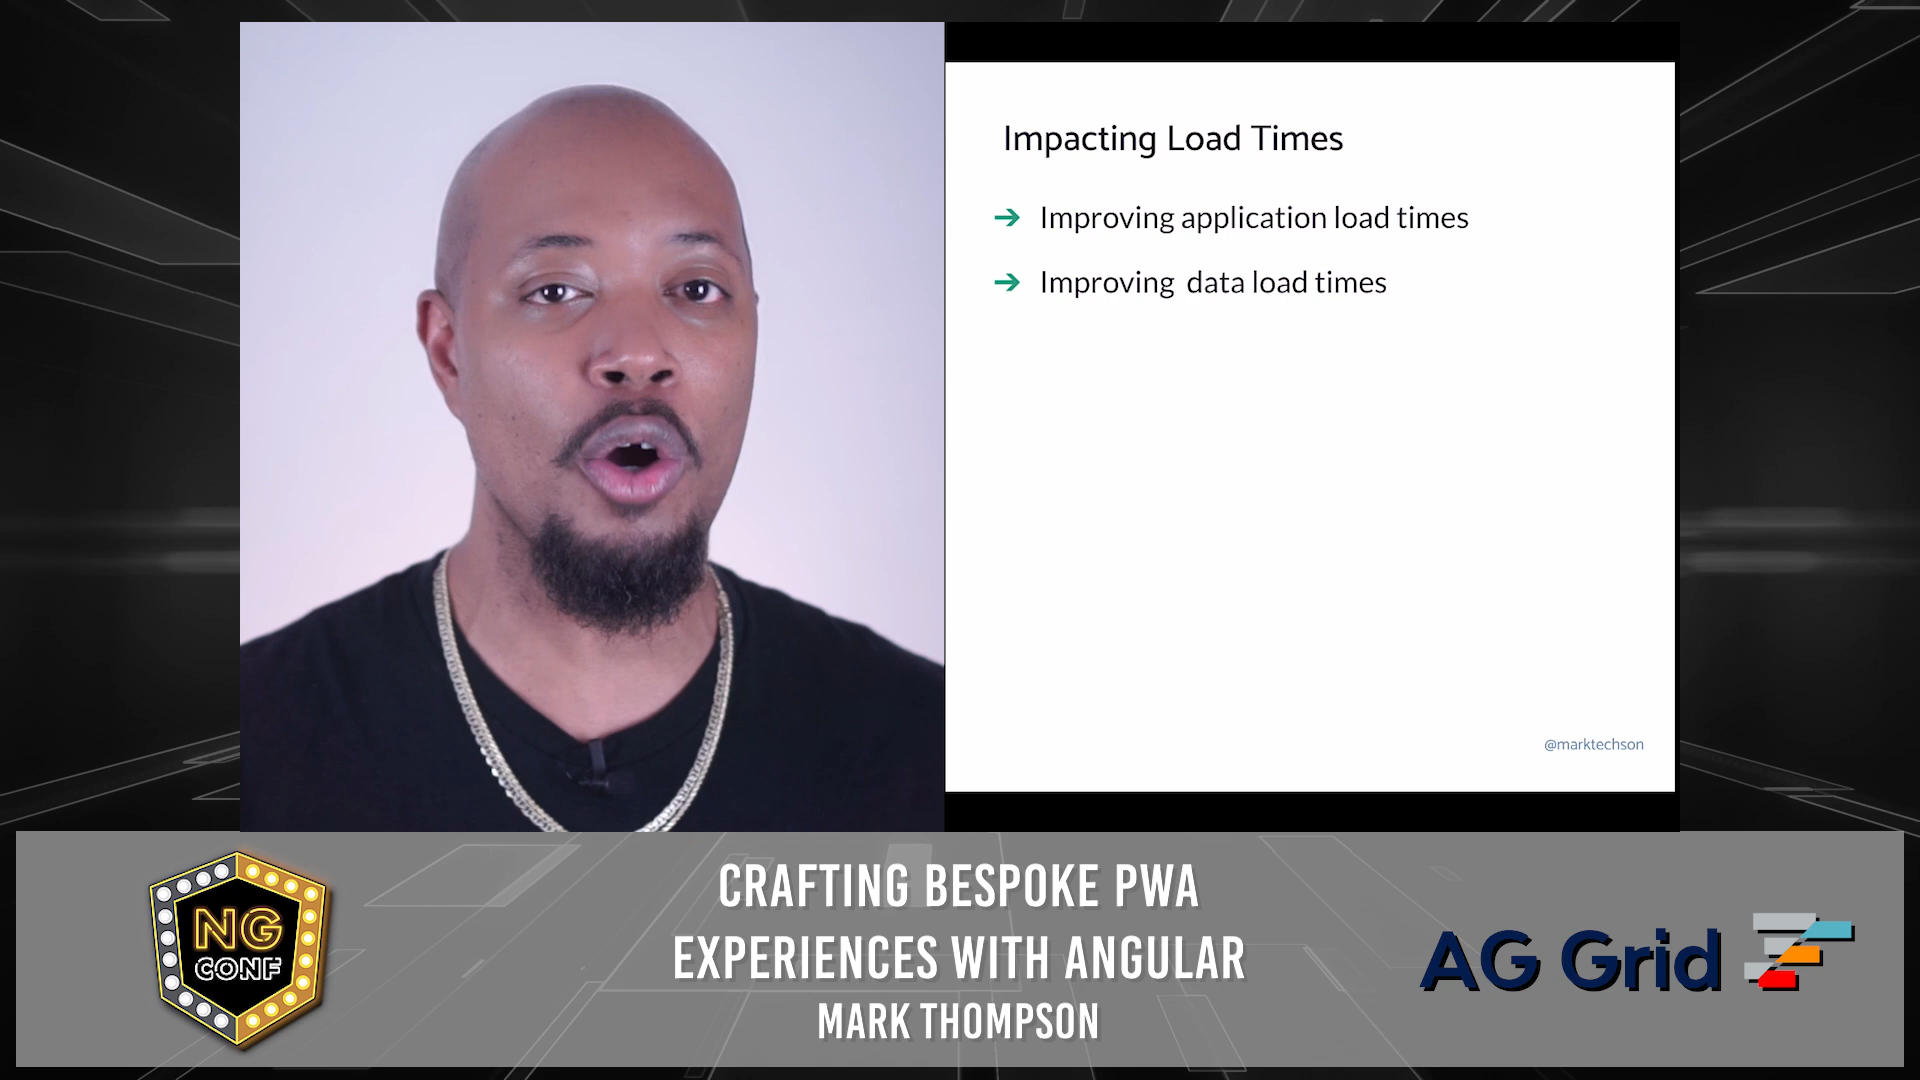 Impacting Load Times
➔ Improving application load times
➔ Improving data load times
@marktechson
NG
CONF
CRAFTING BESPOKE PWA
EXPERIENCES WITH ANGULAR
MARK THOMPSON
AG Grid